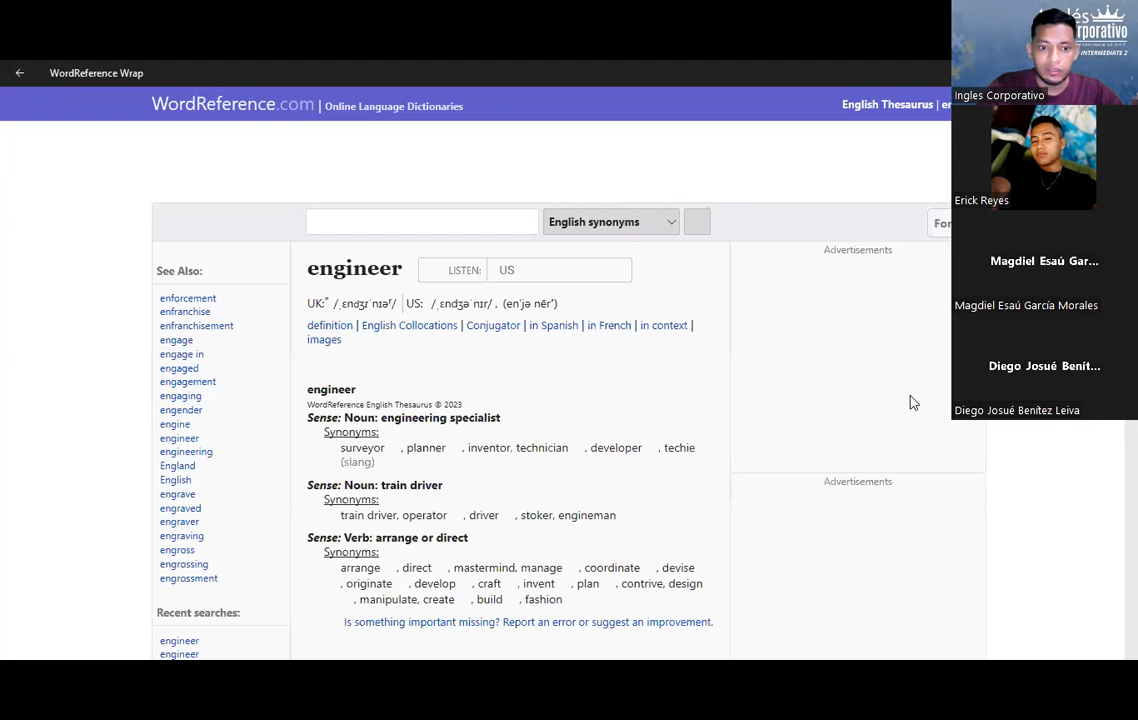 ← WordReference Wrap
WordReference.com | Online Language Dictionaries
English Thesaurus |
English synonyms
See Also:
enforcement
enfranchise
enfranchisement
engage
engage in
engaged
engagement
engaging
engender
engine
engineer
engineering
England
English
engrave
engraved
engraver
engraving
engross
engrossing
engrossment
Recent searches:
engineer
engineer
engineer LISTEN: US
UK:" /ˌɛndʒɪˈnɪəʳ/ US: /ˌɛndʒəˈnɪr/ , (en′jə nēr′)
definition | English Collocations | Conjugator | in Spanish | in French | in context |
images
engineer
WordReference English Thesaurus © 2023
Sense: Noun: engineering specialist
Synonyms:
surveyor , planner , inventor, technician , developer , techie
(slang)
Sense: Noun: train driver
Synonyms:
train driver, operator , driver , stoker, engineman
Sense: Verb: arrange or direct
Synonyms:
arrange , direct , mastermind, manage , coordinate , devise
, originate , develop , craft , invent , plan , contrive, design
, manipulate, create , build , fashion
Is something important missing? Report an error or suggest an improvement.
Advertisements
Advertisements
INTERMEDIATE 2
Ingles Corporativo
Erick Reyes
Magdiel Esaú Gar...
Magdiel Esaú García Morales
Diego Josué Benít...
Diego Josué Benítez Leiva